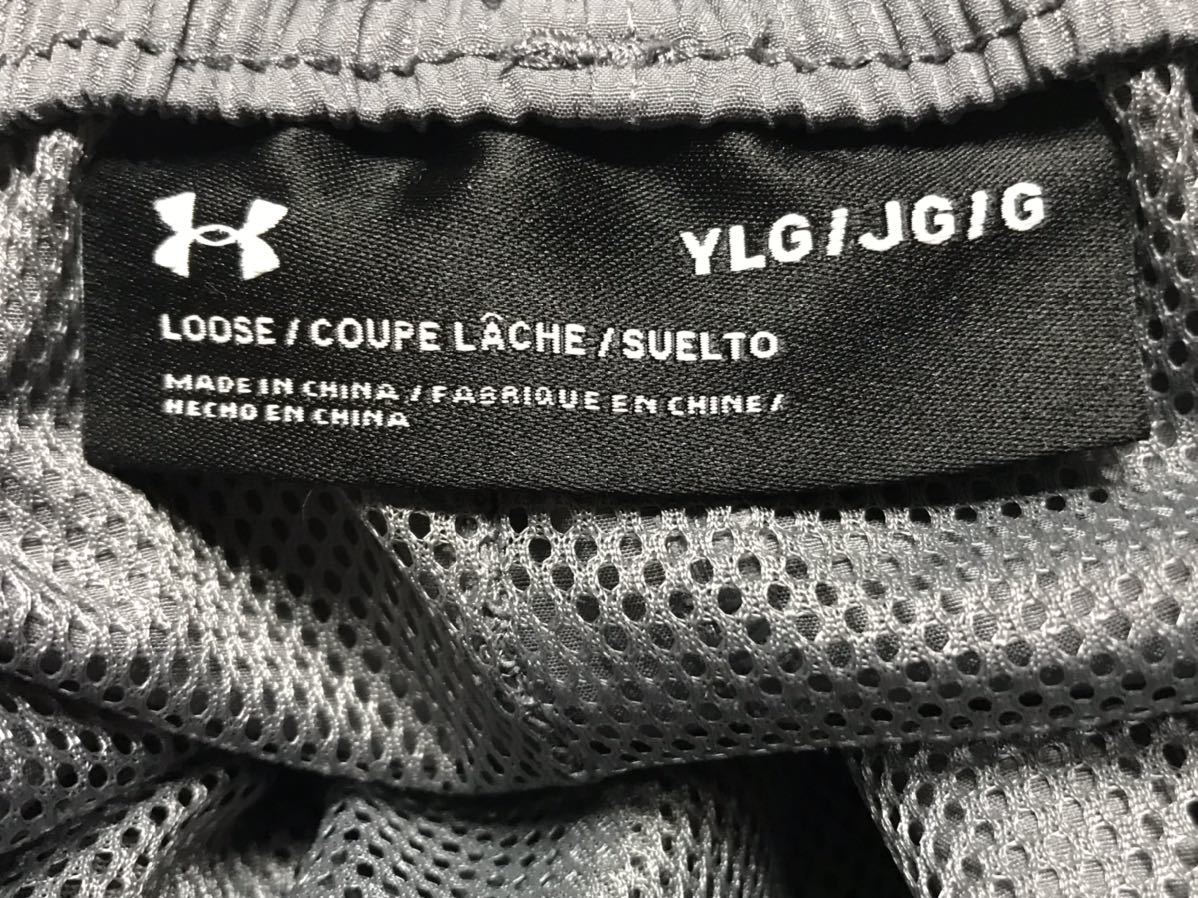 YLG/JG/G
LOOSE/COUPE LÂCHE/SUELTO
MADE IN CHINA/FABRIQUE EN CHINE/
HECHO EN CHINA